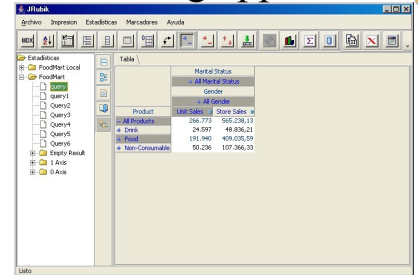 JRubik
Archivo Impresion Estadisticas Marcadores Ayuda
MDX
Estadisticas
FoodMart Local
FoodMart
query
query1
Query2
Query3
Query4
Query5
Query6
Empty Result
1 Axis
0 Axis
Tabla
Marital Status
+ All Marital Status
Gender
+ All Gender
Product Unit Sales Store Sales
- All Products 266.773 565.238,13
+ Drink 24.597 48.836,21
+ Food 191.940 409.035,59
+ Non-Consumable 50.236 107.366,33
Listo